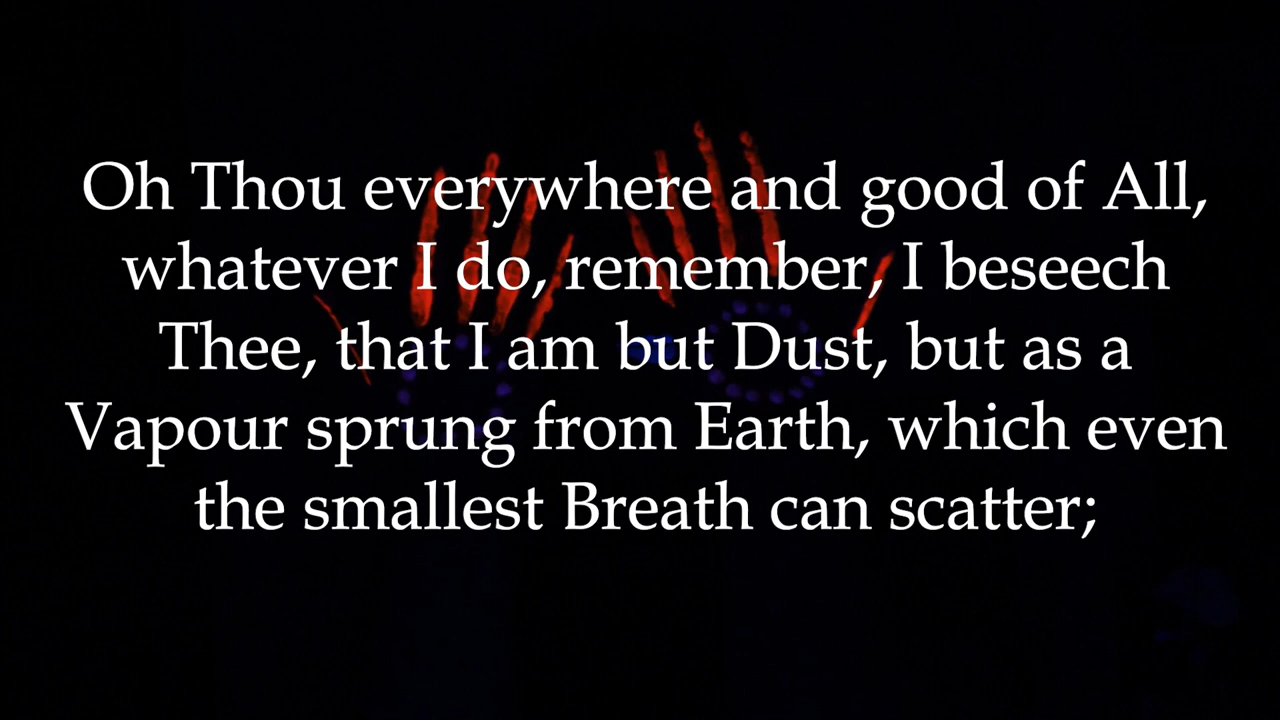 Oh Thou everywhere and good of All,
whatever I do, remember, I beseech
Thee, that I am but Dust, but as a
Vapour sprung from Earth, which even
the smallest Breath can scatter;